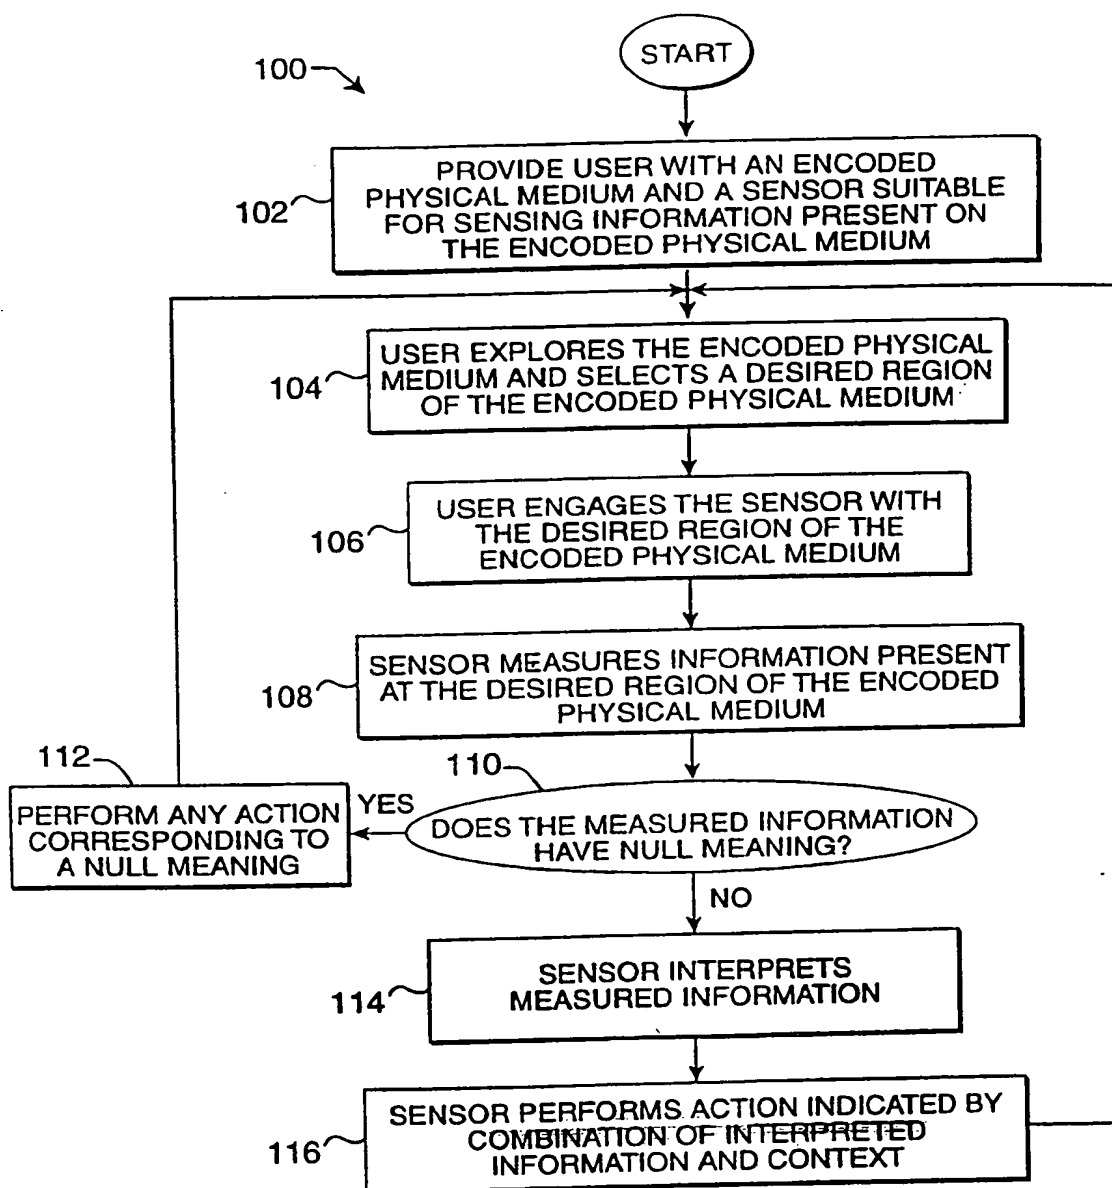 START
100
PROVIDE USER WITH AN ENCODED
PHYSICAL MEDIUM AND A SENSOR SUITABLE
FOR SENSING INFORMATION PRESENT ON
THE ENCODED PHYSICAL MEDIUM
102
USER EXPLORES THE ENCODED PHYSICAL
MEDIUM AND SELECTS A DESIRED REGION
OF THE ENCODED PHYSICAL MEDIUM
104
USER ENGAGES THE SENSOR WITH
THE DESIRED REGION OF THE
ENCODED PHYSICAL MEDIUM
106
SENSOR MEASURES INFORMATION PRESENT
AT THE DESIRED REGION OF THE ENCODED
PHYSICAL MEDIUM
108
110
DOES THE MEASURED INFORMATION
HAVE NULL MEANING?
YES
112
PERFORM ANY ACTION
CORRESPONDING TO
A NULL MEANING
NO
SENSOR INTERPRETS
MEASURED INFORMATION
114
SENSOR PERFORMS ACTION INDICATED BY
COMBINATION OF INTERPRETED
INFORMATION AND CONTEXT
116